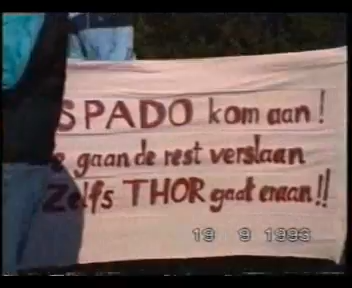 SPADO kom aan!
gaan de rest verslaan
Zelfs THOR gaat eraan!!
19 9 1993